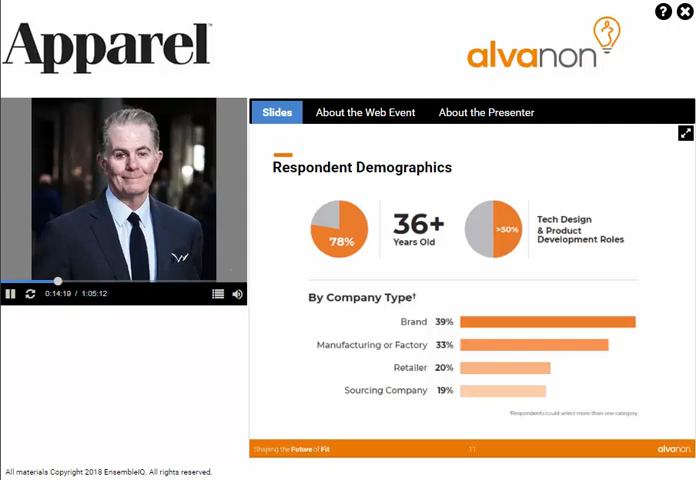 Apparel
alvanon
Slides
About the Web Event
About the Presenter
Respondent Demographics
78%
36+
Years Old
>50%
Tech Design
& Product
Development Roles
By Company Type†
Brand 39%
Manufacturing or Factory 33%
Retailer 20%
Sourcing Company 19%
†Respondents could select more than one category.
0:14:19 / 1:05:12
Shaping the Future of Fit
11
alvanon
All materials Copyright 2018 EnsembleIQ. All rights reserved.